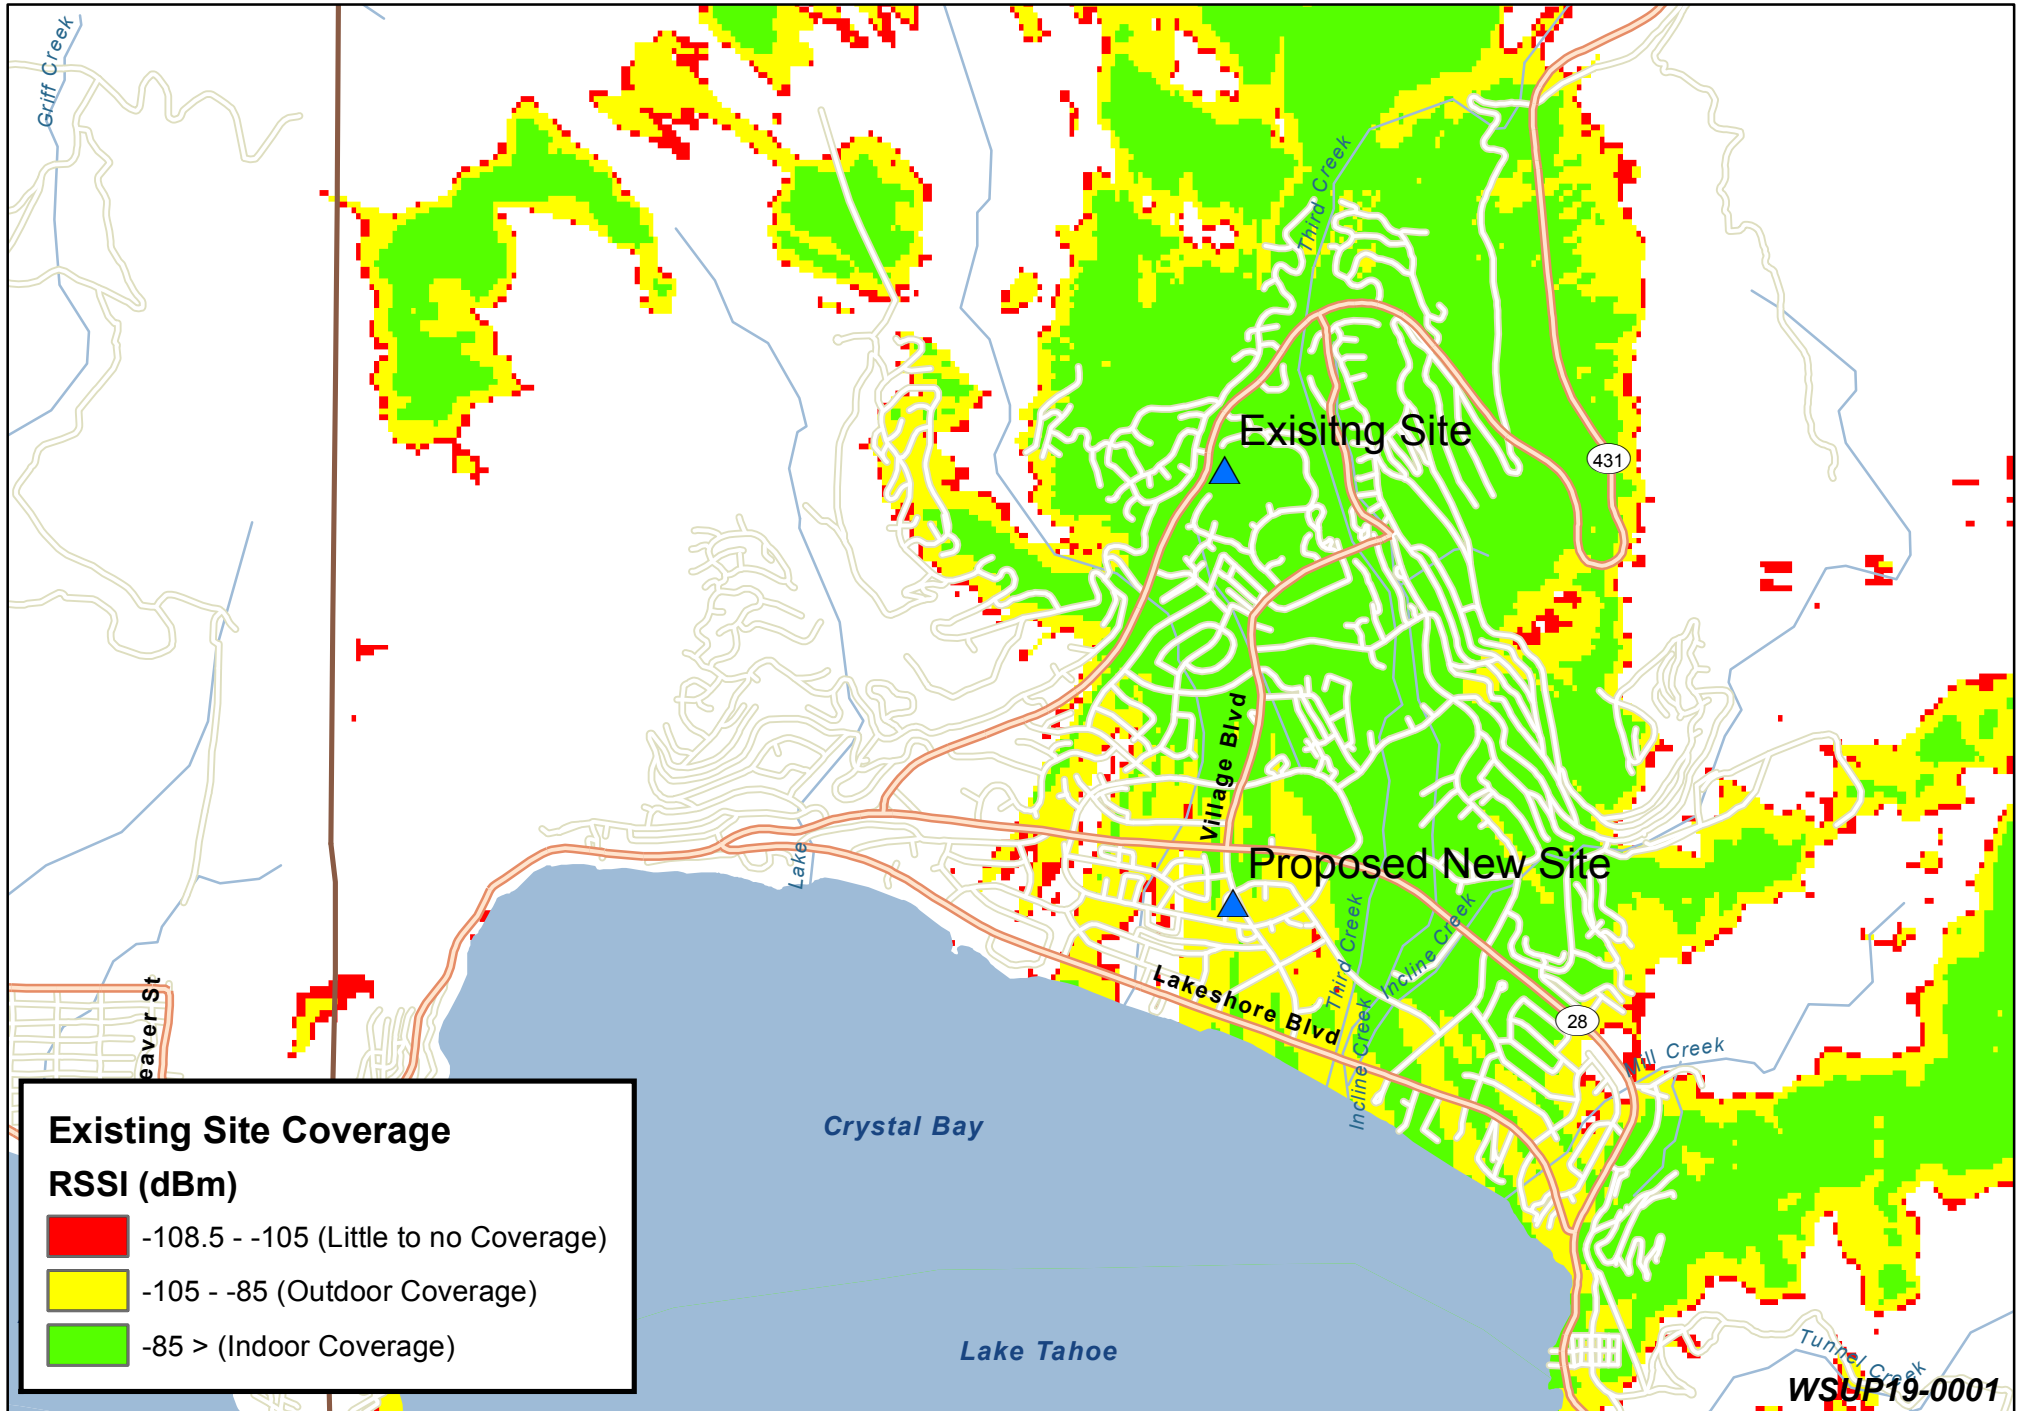 Griff Creek
Third Creek
Exisitng Site
431
Village Blvd
Proposed New Site
Lake
Third Creek
Incline Creek
Lakeshore Blvd
Incline Creek
28
Mill Creek
eaver St
Crystal Bay
Lake Tahoe
Tunnel Creek
WSUP19-0001
Existing Site Coverage
RSSI (dBm)
-108.5 - -105 (Little to no Coverage)
-105 - -85 (Outdoor Coverage)
-85 > (Indoor Coverage)